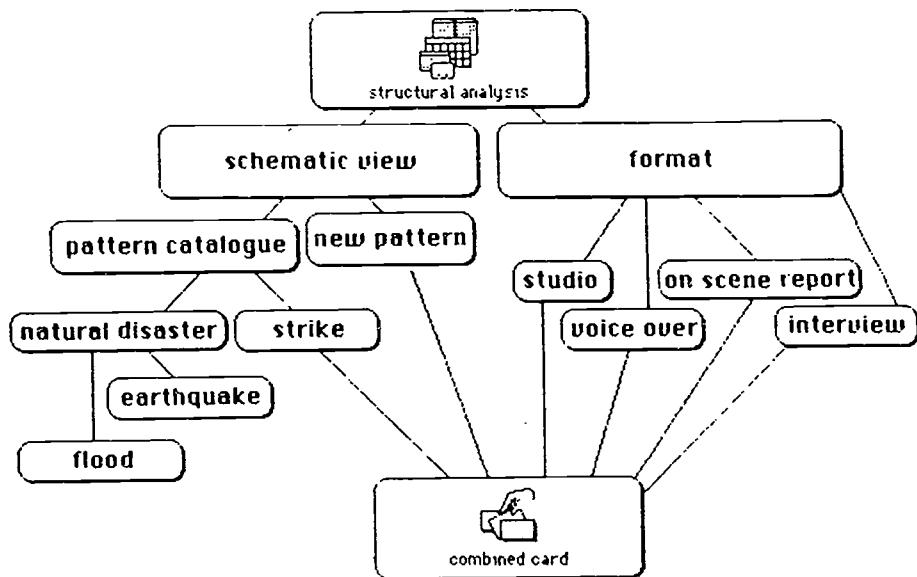 structural analysis
schematic view
format
pattern catalogue
new pattern
studio
on scene report
natural disaster
strike
voice over
interview
earthquake
flood
combined card